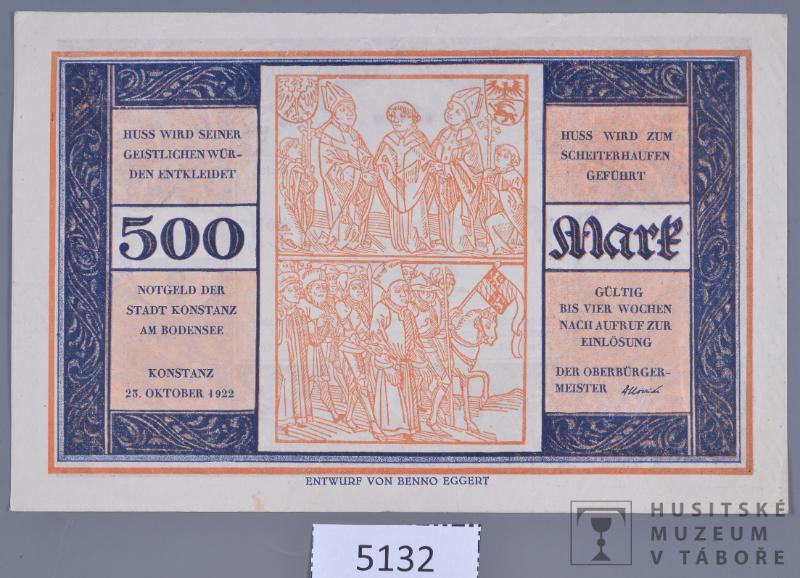 HUSS WIRD SEINER
GEISTLICHEN WÜR-
DEN ENTKLEIDET
500
NOTGELD DER
STADT KONSTANZ
AM BODENSEE
KONSTANZ
25. OKTOBER 1922
HUSS WIRD ZUM
SCHEITERHAUFEN
GEFÜHRT
Mark
GÜLTIG
BIS VIER WOCHEN
NACH AUFRUF ZUR
EINLÖSUNG
DER OBERBÜRGER-
MEISTER
ENTWURF VON BENNO EGGERT
5132
HUSITSKÉ
MUZEUM
V TÁBOŘE